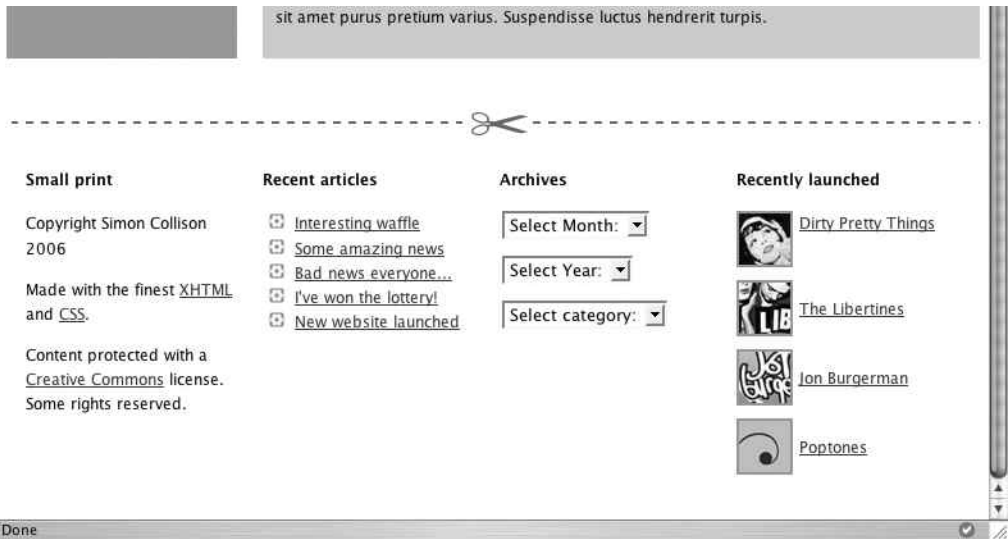 sit amet purus pretium varius. Suspendisse luctus hendrerit turpis.
Small print
Copyright Simon Collison
2006
Made with the finest XHTML
and CSS.
Content protected with a
Creative Commons license.
Some rights reserved.
Recent articles
Interesting waffle
Some amazing news
Bad news everyone...
I've won the lottery!
New website launched
Archives
Select Month:
Select Year:
Select category:
Recently launched
Dirty Pretty Things
LIB
The Libertines
Jon Burgerman
Poptones
Done